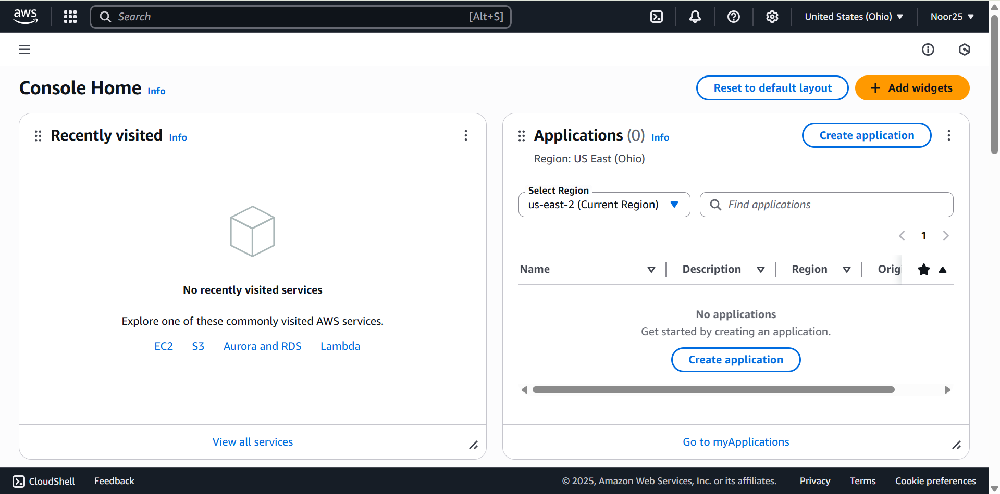 aws
Search [Alt+S]
United States (Ohio)
Noor25
Console Home Info
Reset to default layout
Add widgets
Recently visited Info
No recently visited services
Explore one of these commonly visited AWS services.
EC2 S3 Aurora and RDS Lambda
View all services
Applications (0) Info
Create application
Region: US East (Ohio)
Select Region
us-east-2 (Current Region)
Find applications
1
Name Description Region Origi
No applications
Get started by creating an application.
Create application
Go to myApplications
CloudShell Feedback
© 2025, Amazon Web Services, Inc. or its affiliates. Privacy Terms Cookie preferences